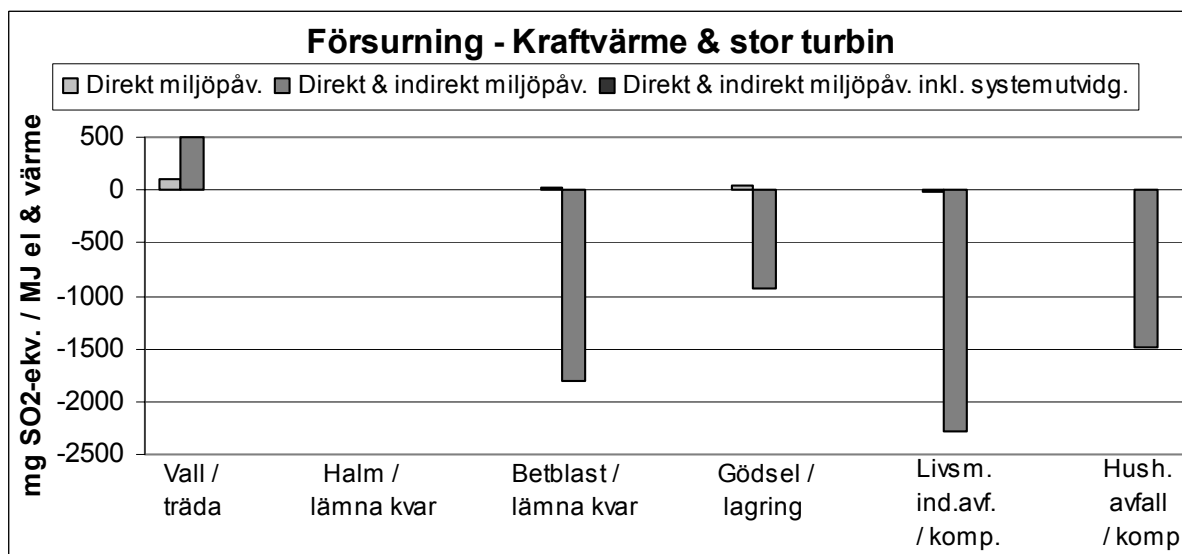 Försurning - Kraftvärme & stor turbin
Direkt miljöpåv. Direkt & indirekt miljöpåv. Direkt & indirekt miljöpåv. inkl. systemutvidg.
mg SO2-ekv. / MJ el & värme
500
0
-500
-1000
-1500
-2000
-2500
Vall /
träda
Halm /
lämna kvar
Betblast /
lämna kvar
Gödsel /
lagring
Livsm.
ind.avf.
/ komp.
Hush.
avfall
/ komp